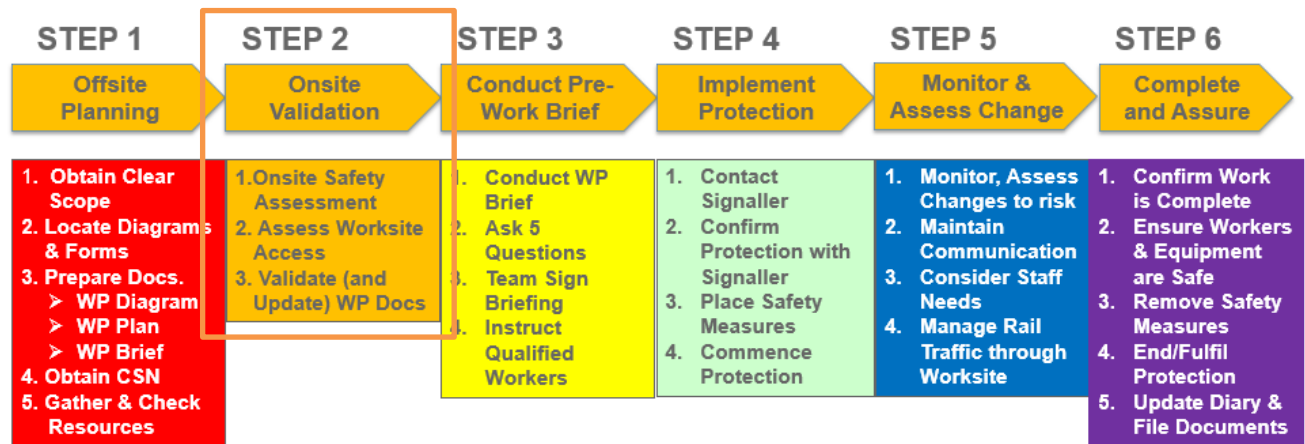 STEP 1
STEP 2
STEP 3
STEP 4
STEP 5
STEP 6
Offsite
Planning
Onsite
Validation
Conduct Pre-
Work Brief
Implement
Protection
Monitor &
Assess Change
Complete
and Assure
1. Obtain Clear
Scope
2. Locate Diagrams
& Forms
3. Prepare Docs.
➢ WP Diagram
➢ WP Plan
➢ WP Brief
4. Obtain CSN
5. Gather & Check
Resources
1.Onsite Safety
Assessment
2. Assess Worksite
Access
3. Validate (and
Update) WP Docs
1. Conduct WP
Brief
2. Ask 5
Questions
3. Team Sign
Briefing
4. Instruct
Qualified
Workers
1. Contact
Signaller
2. Confirm
Protection with
Signaller
3. Place Safety
Measures
4. Commence
Protection
1. Monitor, Assess
Changes to risk
2. Maintain
Communication
3. Consider Staff
Needs
4. Manage Rail
Traffic through
Worksite
1. Confirm Work
is Complete
2. Ensure Workers
& Equipment
are Safe
3. Remove Safety
Measures
4. End/Fulfil
Protection
5. Update Diary &
File Documents